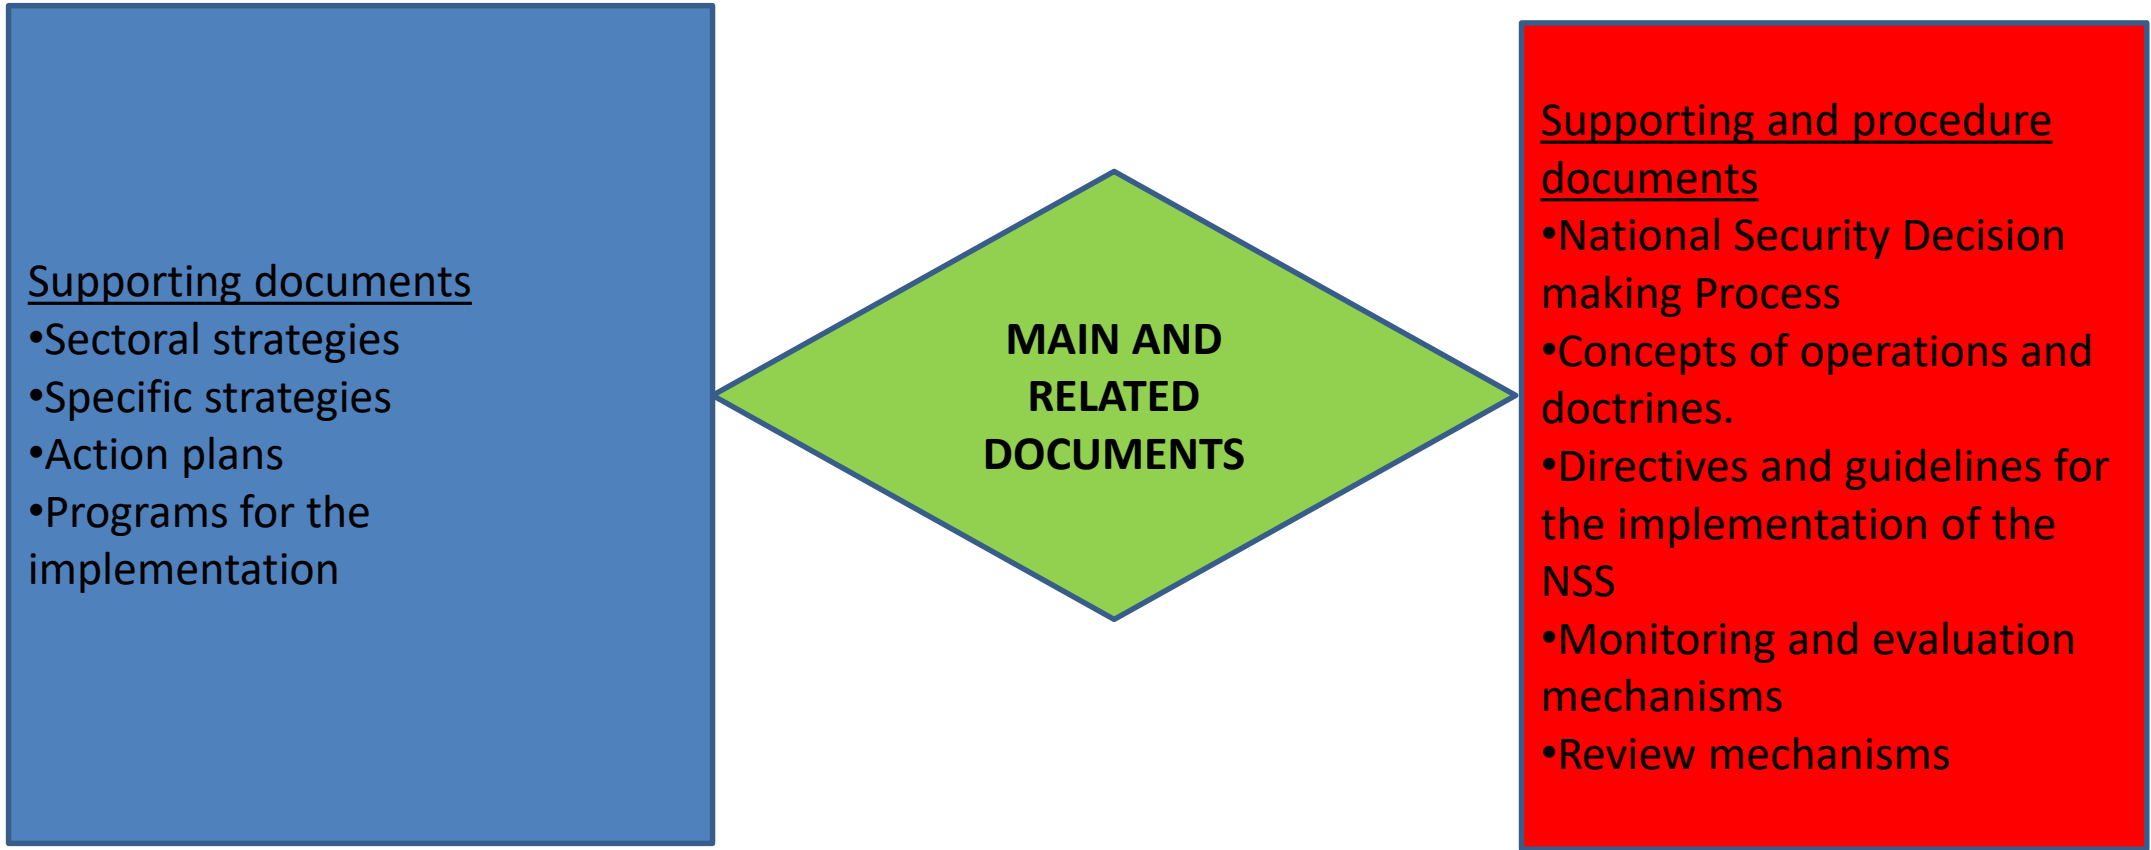 Supporting documents
•Sectoral strategies
•Specific strategies
•Action plans
•Programs for the
implementation
MAIN AND
RELATED
DOCUMENTS
Supporting and procedure
documents
•National Security Decision
making Process
•Concepts of operations and
doctrines.
•Directives and guidelines for
the implementation of the
NSS
•Monitoring and evaluation
mechanisms
•Review mechanisms